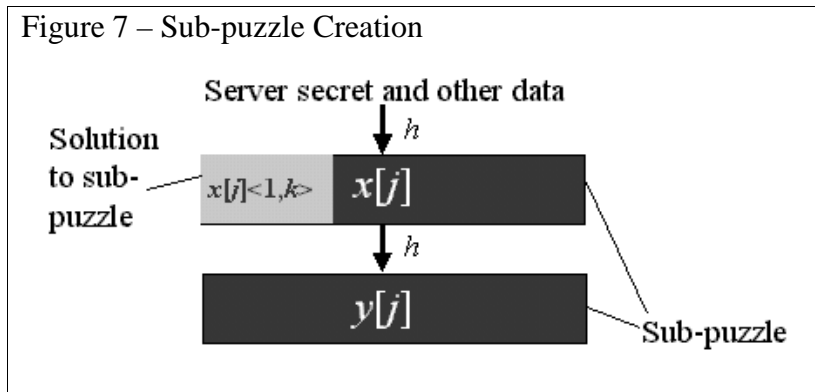 Figure 7 – Sub-puzzle Creation
Server secret and other data
h
Solution
to sub-
puzzle
x[j]<1,k>
x[j]
h
y[j]
Sub-puzzle